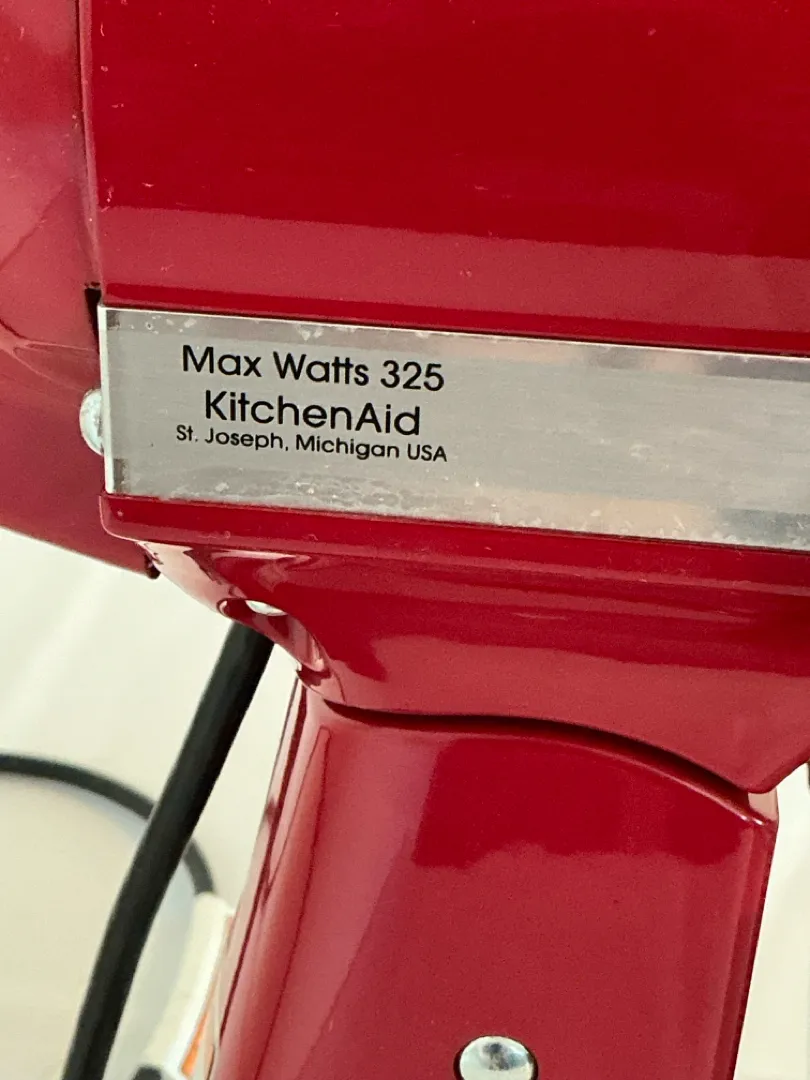 Max Watts 325
KitchenAid
St. Joseph, Michigan USA